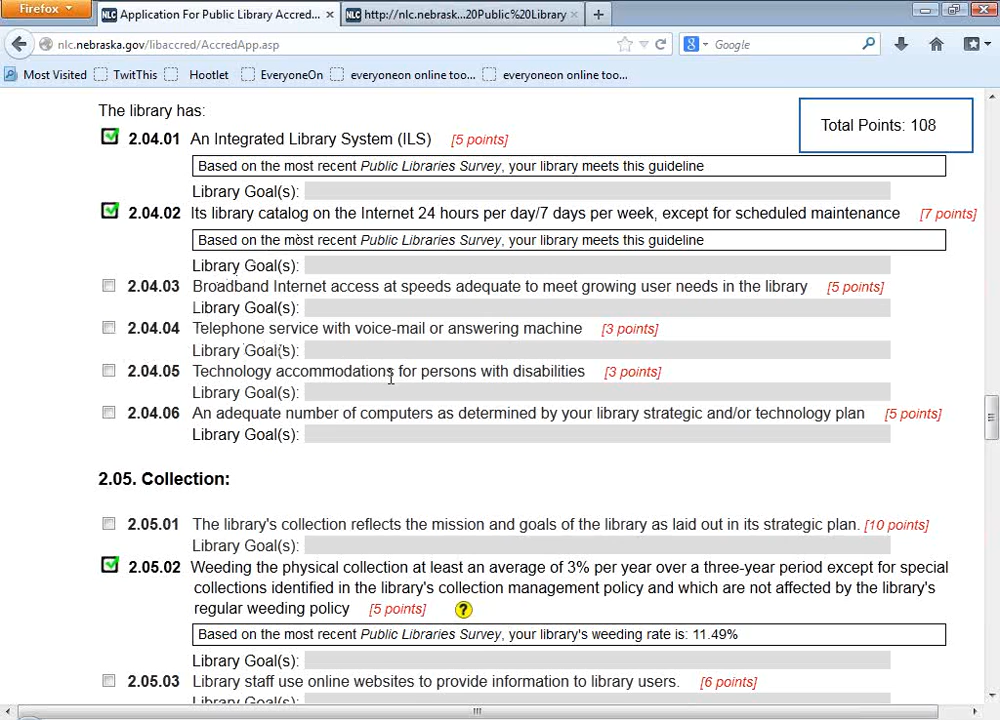 Firefox
NLC Application For Public Library Accred... ×
NLC http://nlc.nebrask...20Public%20Library × +
nlc.nebraska.gov/libaccred/AccredApp.asp
Google
Most Visited TwitThis Hootlet EveryoneOn everyoneon online too... everyoneon online too...
The library has:
Total Points: 108
2.04.01 An Integrated Library System (ILS) [5 points]
Based on the most recent Public Libraries Survey, your library meets this guideline
Library Goal(s):
2.04.02 Its library catalog on the Internet 24 hours per day/7 days per week, except for scheduled maintenance [7 points]
Based on the most recent Public Libraries Survey, your library meets this guideline
Library Goal(s):
2.04.03 Broadband Internet access at speeds adequate to meet growing user needs in the library [5 points]
Library Goal(s):
2.04.04 Telephone service with voice-mail or answering machine [3 points]
Library Goal(s):
2.04.05 Technology accommodations for persons with disabilities [3 points]
Library Goal(s):
2.04.06 An adequate number of computers as determined by your library strategic and/or technology plan [5 points]
Library Goal(s):
2.05. Collection:
2.05.01 The library's collection reflects the mission and goals of the library as laid out in its strategic plan. [10 points]
Library Goal(s):
2.05.02 Weeding the physical collection at least an average of 3% per year over a three-year period except for special
collections identified in the library's collection management policy and which are not affected by the library's
regular weeding policy [5 points] ?
Based on the most recent Public Libraries Survey, your library's weeding rate is: 11.49%
Library Goal(s):
2.05.03 Library staff use online websites to provide information to library users. [6 points]
Library Goal(s):